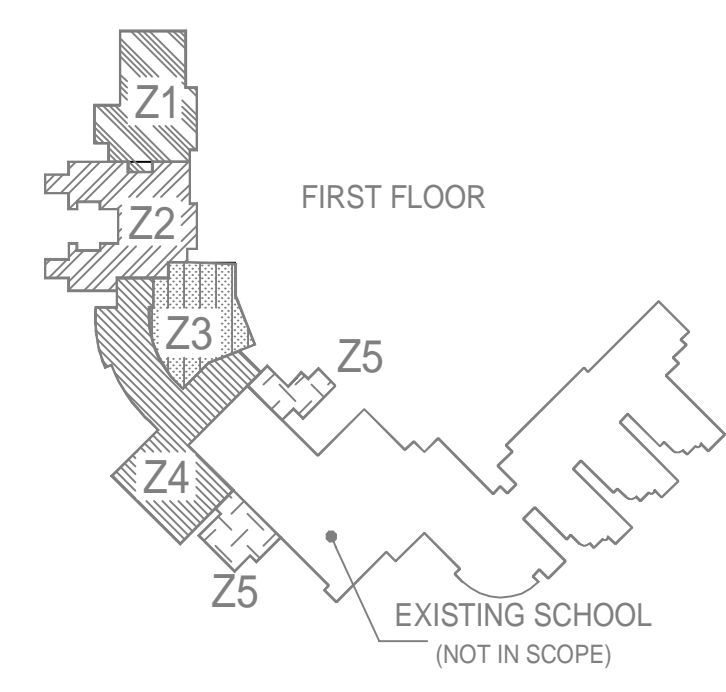 Z1
FIRST FLOOR
Z2
Z3
Z5
Z4
Z5
EXISTING SCHOOL
(NOT IN SCOPE)